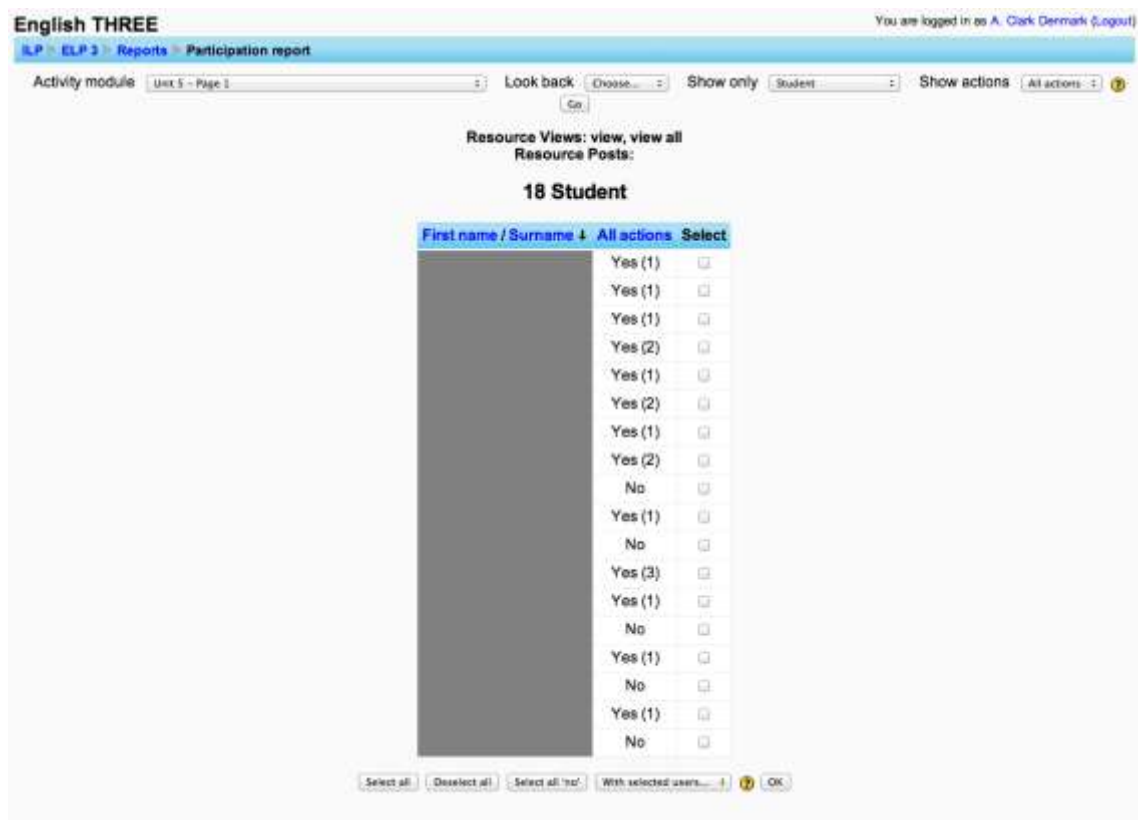 English THREE
You are logged in as A. Clark Denmark (Logout)
ILP ELP 3 Reports Participation report
Activity module Unit 5 - Page 1 Look back Choose... Show only Student Show actions All actions
Go
Resource Views: view, view all
Resource Posts:
18 Student
First name / Surname ↓ All actions Select
Yes (1)
Yes (1)
Yes (1)
Yes (2)
Yes (1)
Yes (2)
Yes (1)
Yes (2)
No
Yes (1)
No
Yes (3)
Yes (1)
No
Yes (1)
No
Yes (1)
No
Select all Deselect all Select all 'no' With selected users... OK